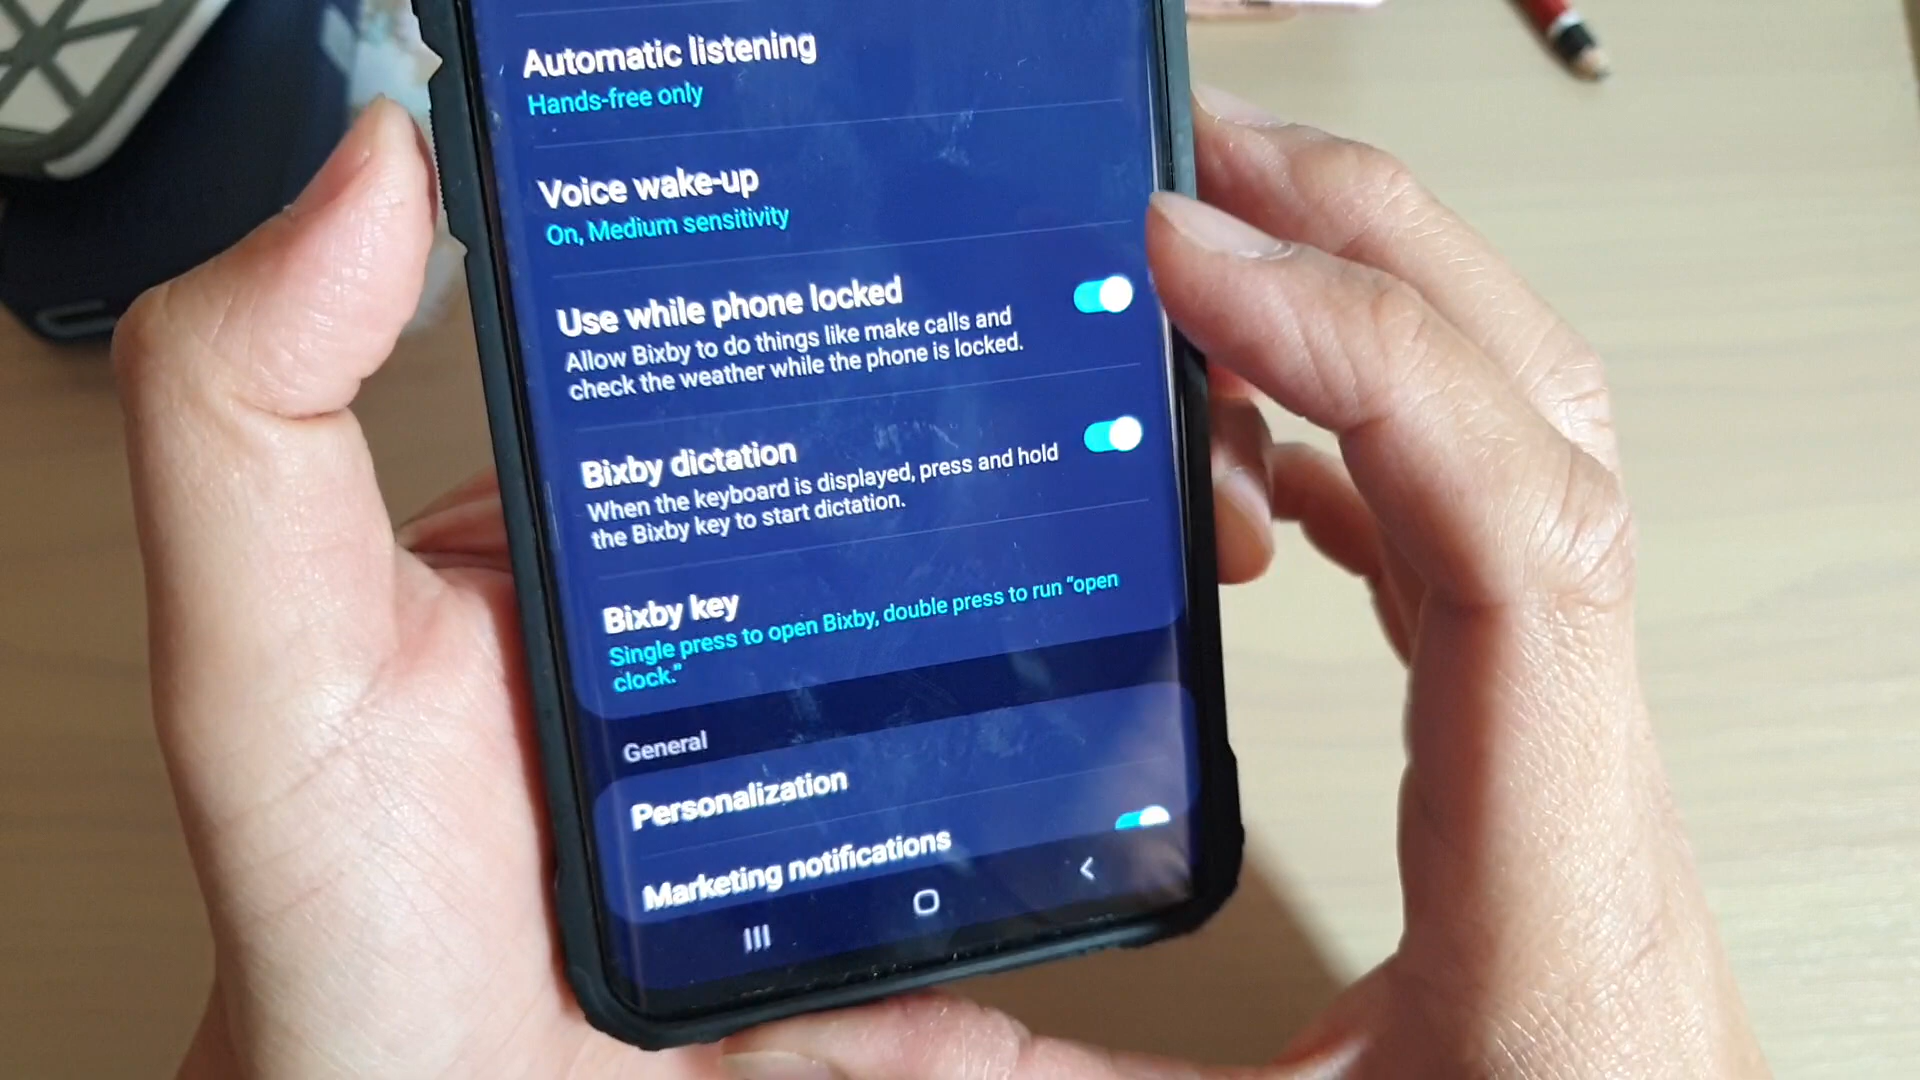 Automatic listening
Hands-free only
Voice wake-up
On, Medium sensitivity
Use while phone locked
Allow Bixby to do things like make calls and
check the weather while the phone is locked.
Bixby dictation
When the keyboard is displayed, press and hold
the Bixby key to start dictation.
Bixby key
Single press to open Bixby, double press to run “open
clock.”
General
Personalization
Marketing notifications